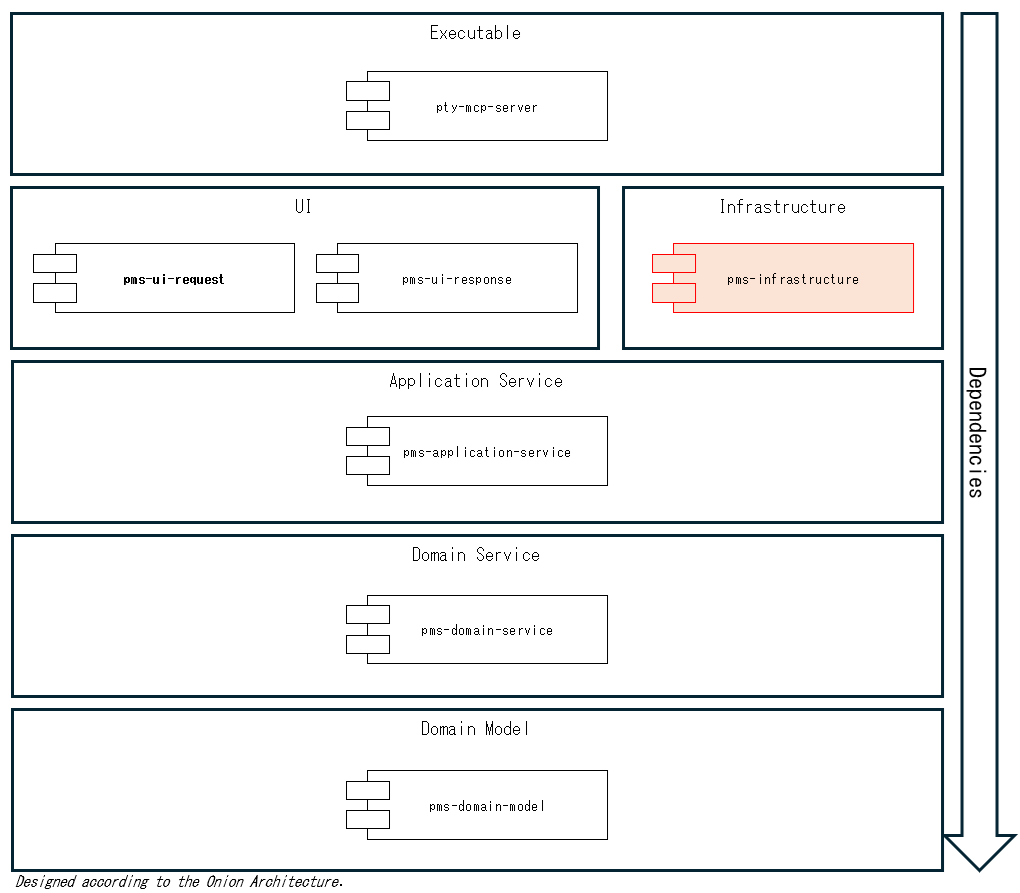 Executable
pty-mcp-server
UI
Infrastructure
pms-ui-request
pms-ui-response
pms-infrastructure
Application Service
pms-application-service
Dependencies
Domain Service
pms-domain-service
Domain Model
pms-domain-model
Designed according to the Onion Architecture.